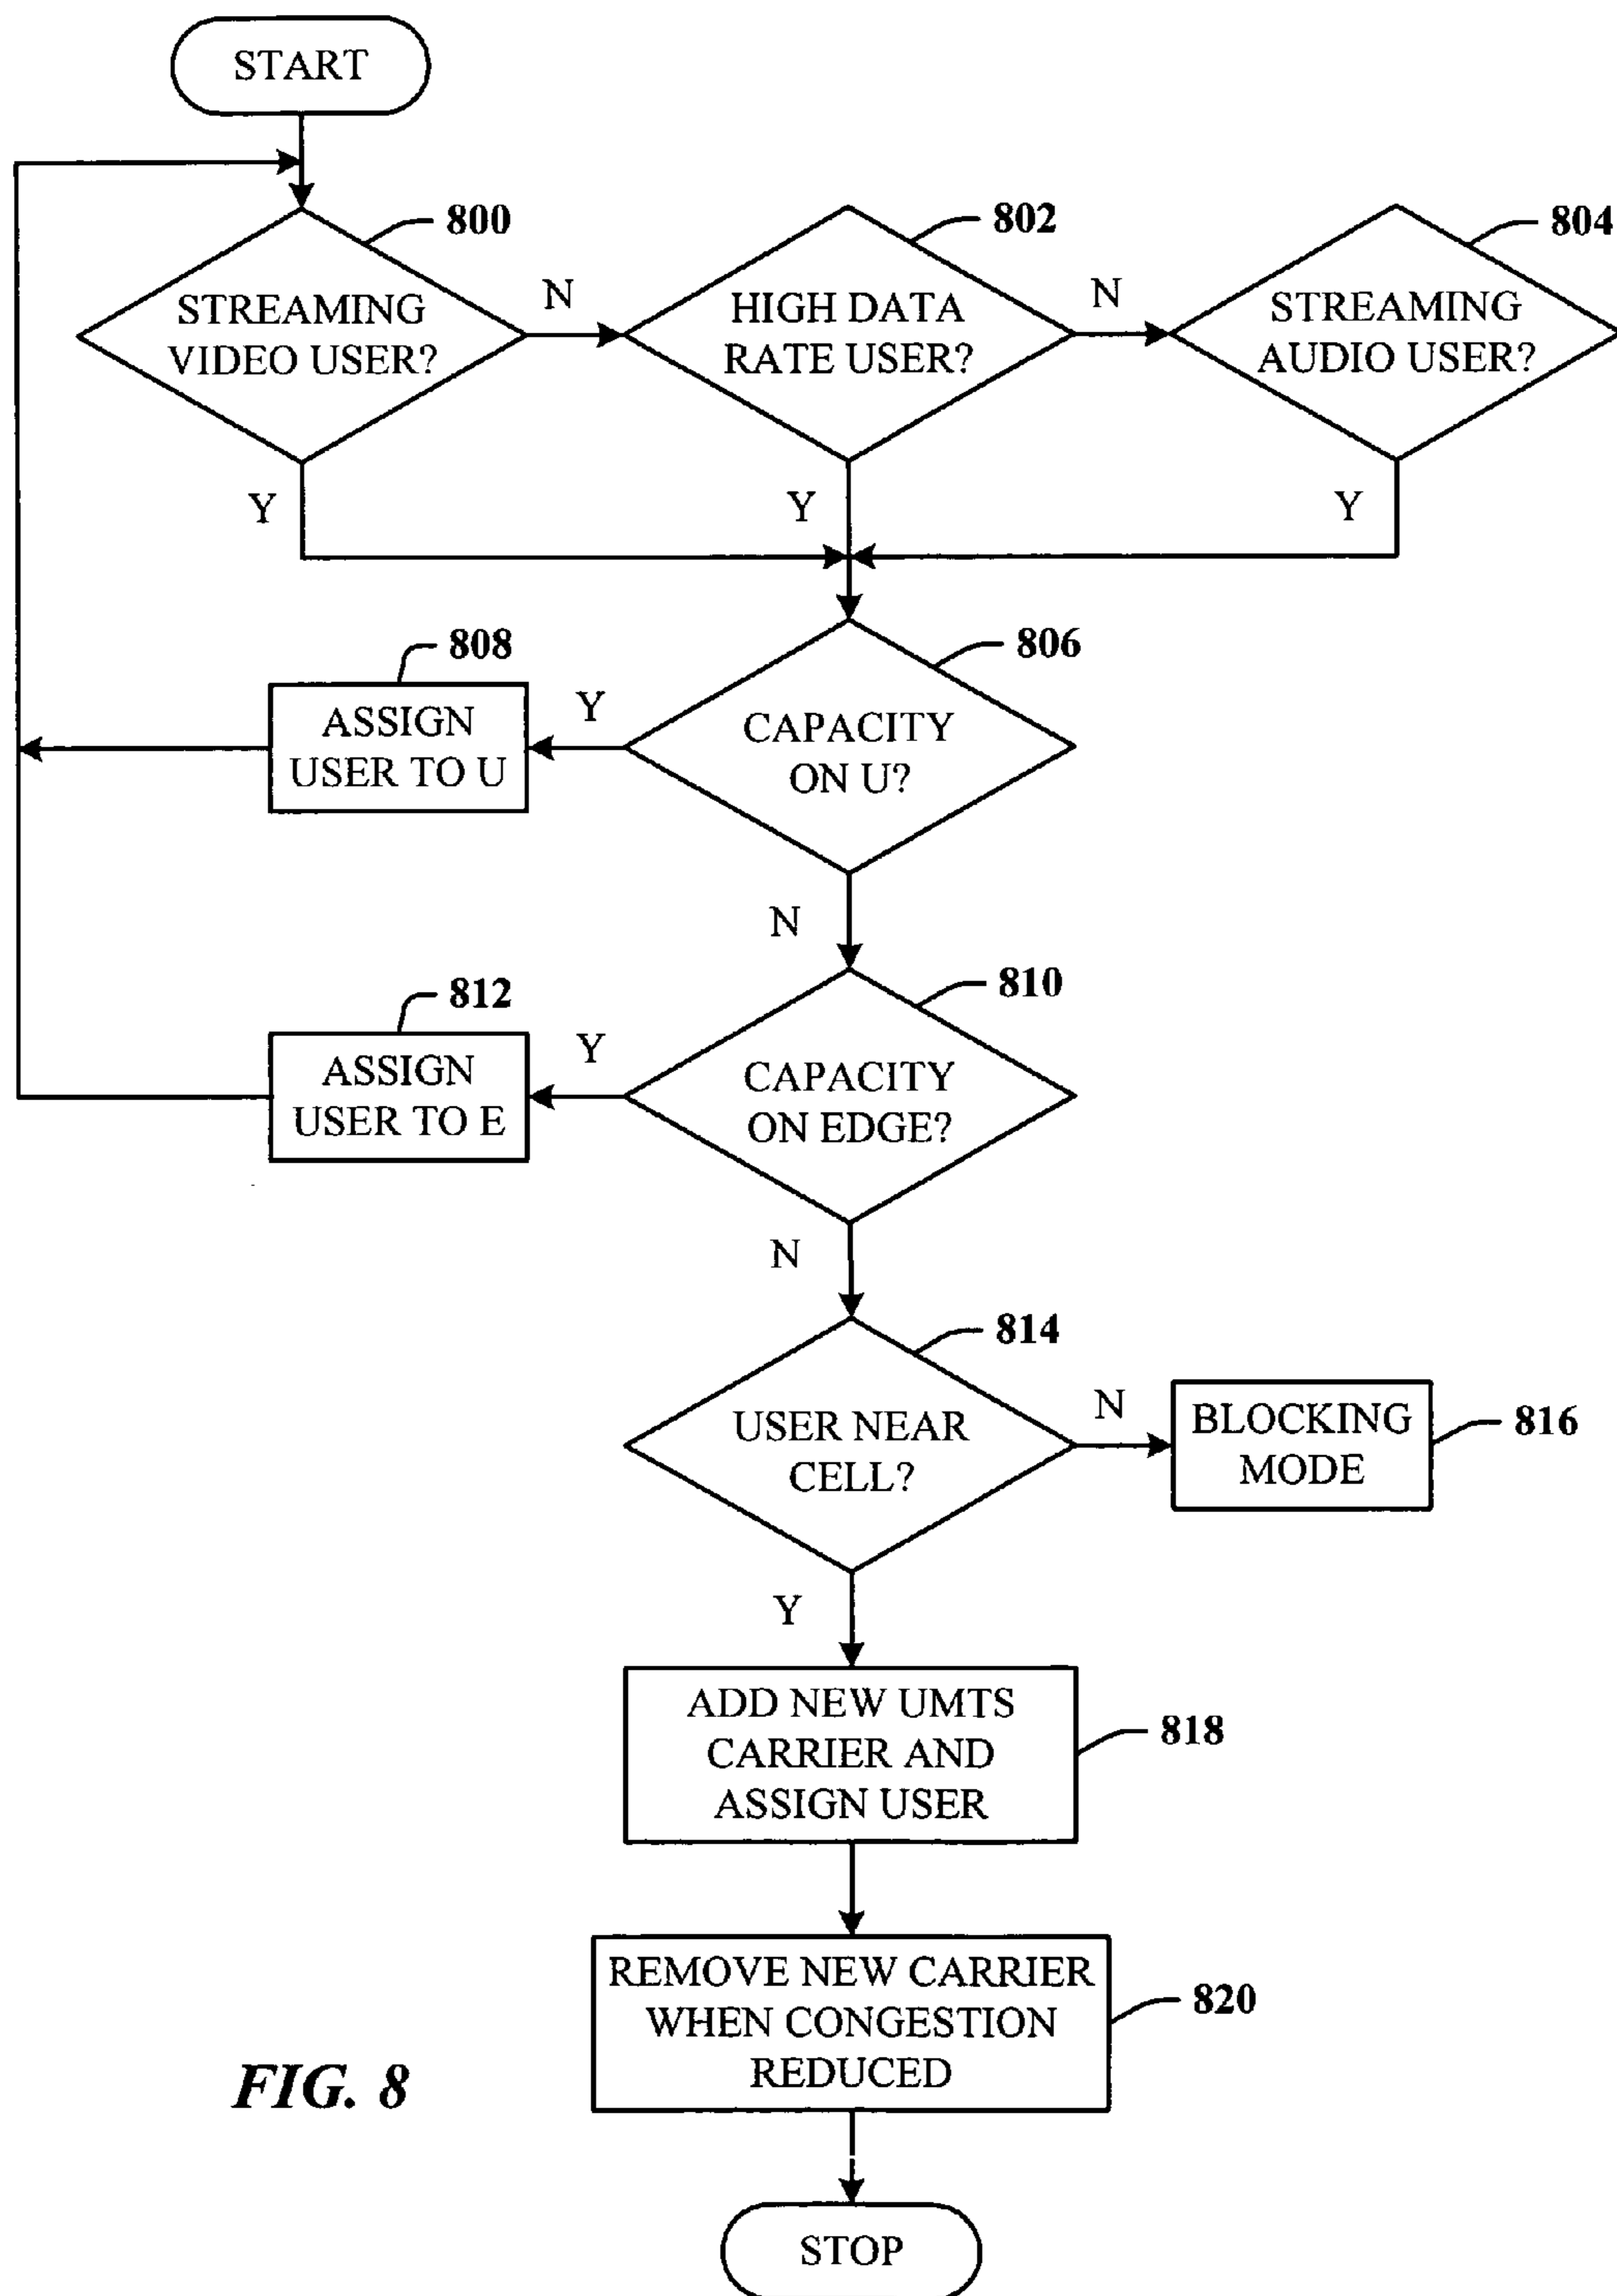 START
800
802
804
STREAMING
VIDEO USER?
N
HIGH DATA
RATE USER?
N
STREAMING
AUDIO USER?
Y
Y
Y
808
806
ASSIGN
USER TO U
Y
CAPACITY
ON U?
N
812
810
ASSIGN
USER TO E
Y
CAPACITY
ON EDGE?
N
814
USER NEAR
CELL?
N
BLOCKING
MODE
816
Y
ADD NEW UMTS
CARRIER AND
ASSIGN USER
818
REMOVE NEW CARRIER
WHEN CONGESTION
REDUCED
820
FIG. 8
STOP